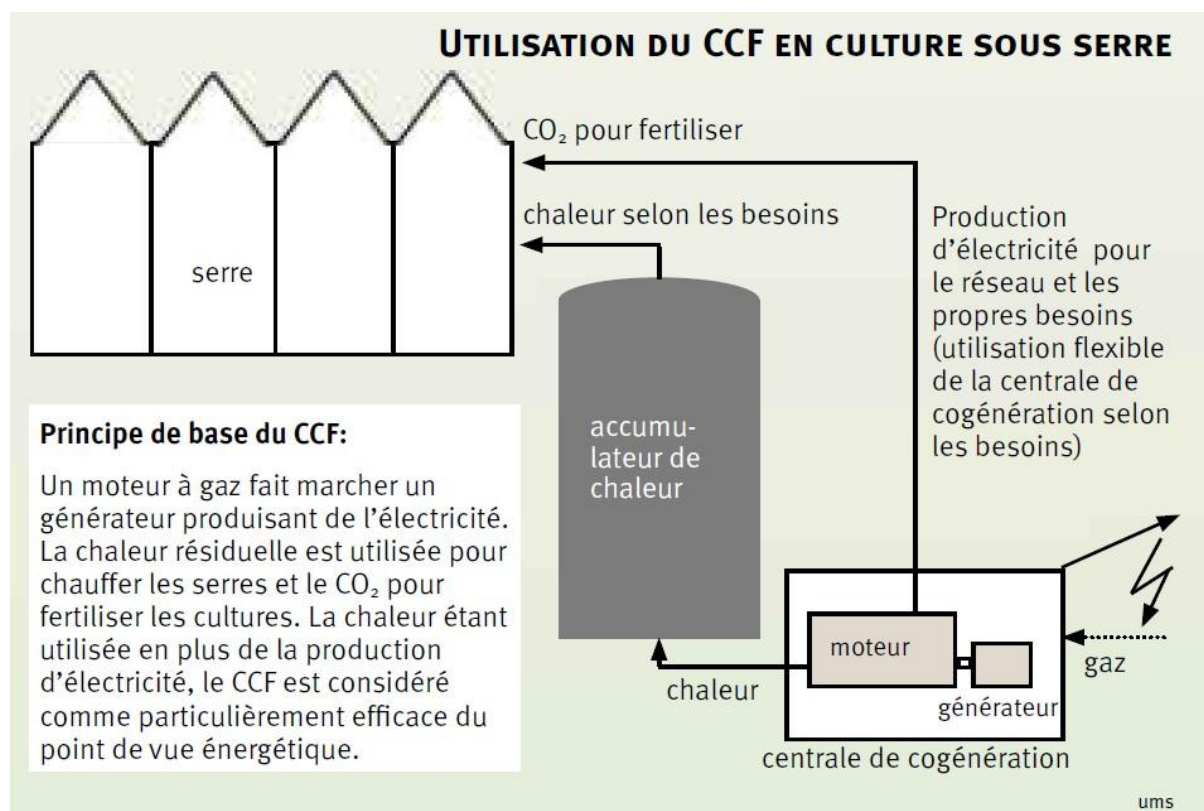 UTILISATION DU CCF EN CULTURE SOUS SERRE
CO₂ pour fertiliser
chaleur selon les besoins
serre
Production
d’électricité pour
le réseau et les
propres besoins
(utilisation flexible
de la centrale de
cogénération selon
les besoins)
accumu-
lateur de
chaleur
Principe de base du CCF:
Un moteur à gaz fait marcher un
générateur produisant de l’électricité.
La chaleur résiduelle est utilisée pour
chauffer les serres et le CO₂ pour
fertiliser les cultures. La chaleur étant
utilisée en plus de la production
d’électricité, le CCF est considéré
comme particulièrement efficace du
point de vue énergétique.
moteur
gaz
chaleur
générateur
centrale de cogénération
ums